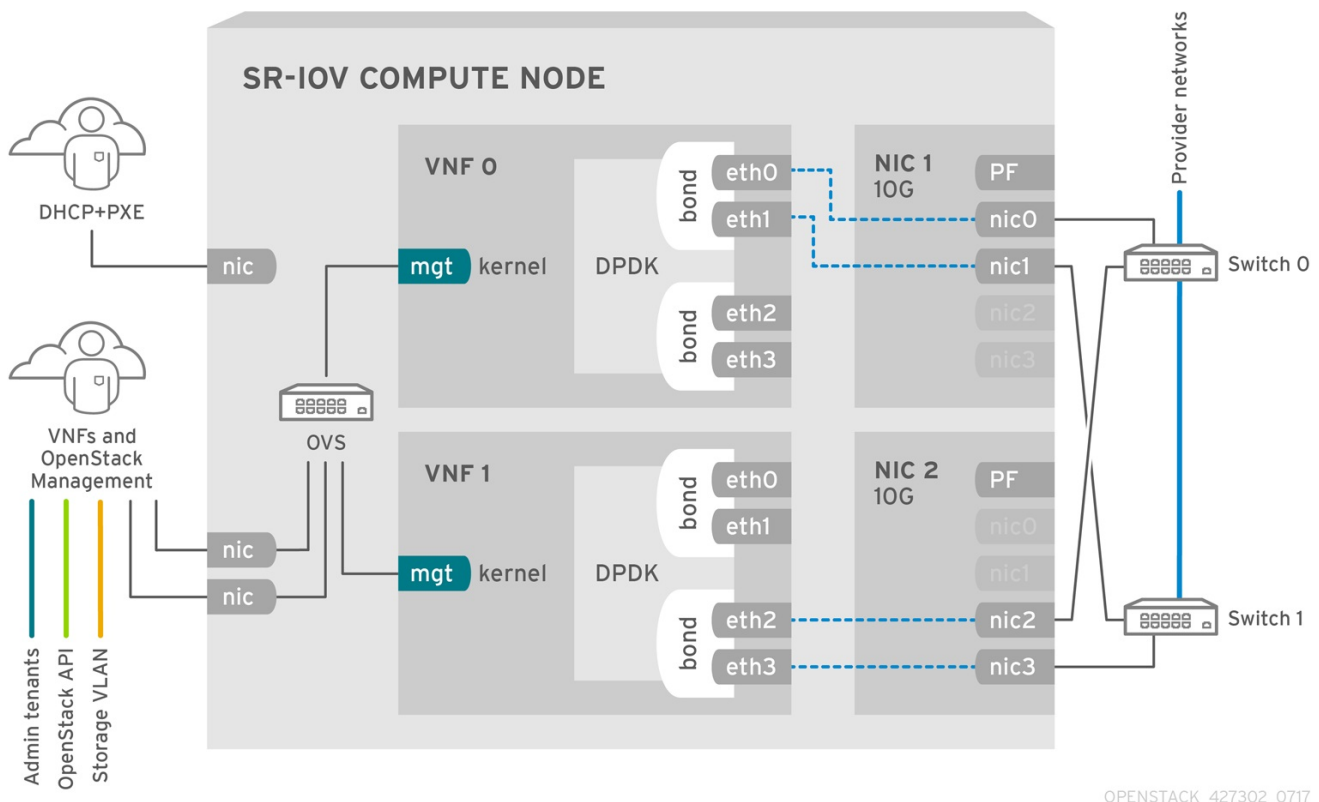 SR-IOV COMPUTE NODE
Provider networks
DHCP+PXE
nic
VNF 0
mgt
kernel
DPDK
bond
eth0
eth1
bond
eth2
eth3
NIC 1
10G
PF
nic0
nic1
nic2
nic3
Switch 0
VNFs and
OpenStack
Management
OVS
nic
nic
VNF 1
mgt
kernel
DPDK
bond
eth0
eth1
bond
eth2
eth3
NIC 2
10G
PF
nic0
nic1
nic2
nic3
Switch 1
Admin tenants
OpenStack API
Storage VLAN
OPENSTACK_427302_0717